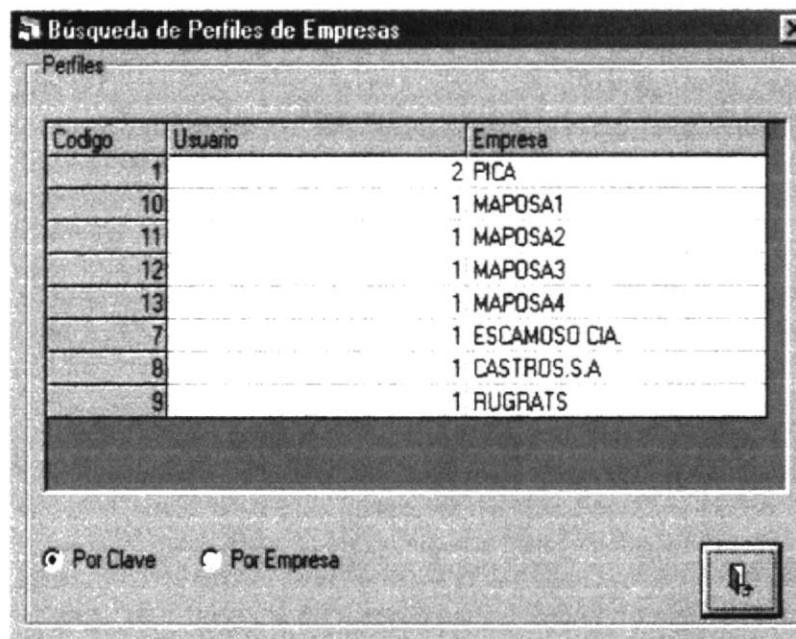 Búsqueda de Perfiles de Empresas
Perfiles
Codigo Usuario Empresa
1 2 PICA
10 1 MAPOSA1
11 1 MAPOSA2
12 1 MAPOSA3
13 1 MAPOSA4
7 1 ESCAMOSO CIA.
8 1 CASTROS.S.A
9 1 RUGRATS
Por Clave Por Empresa